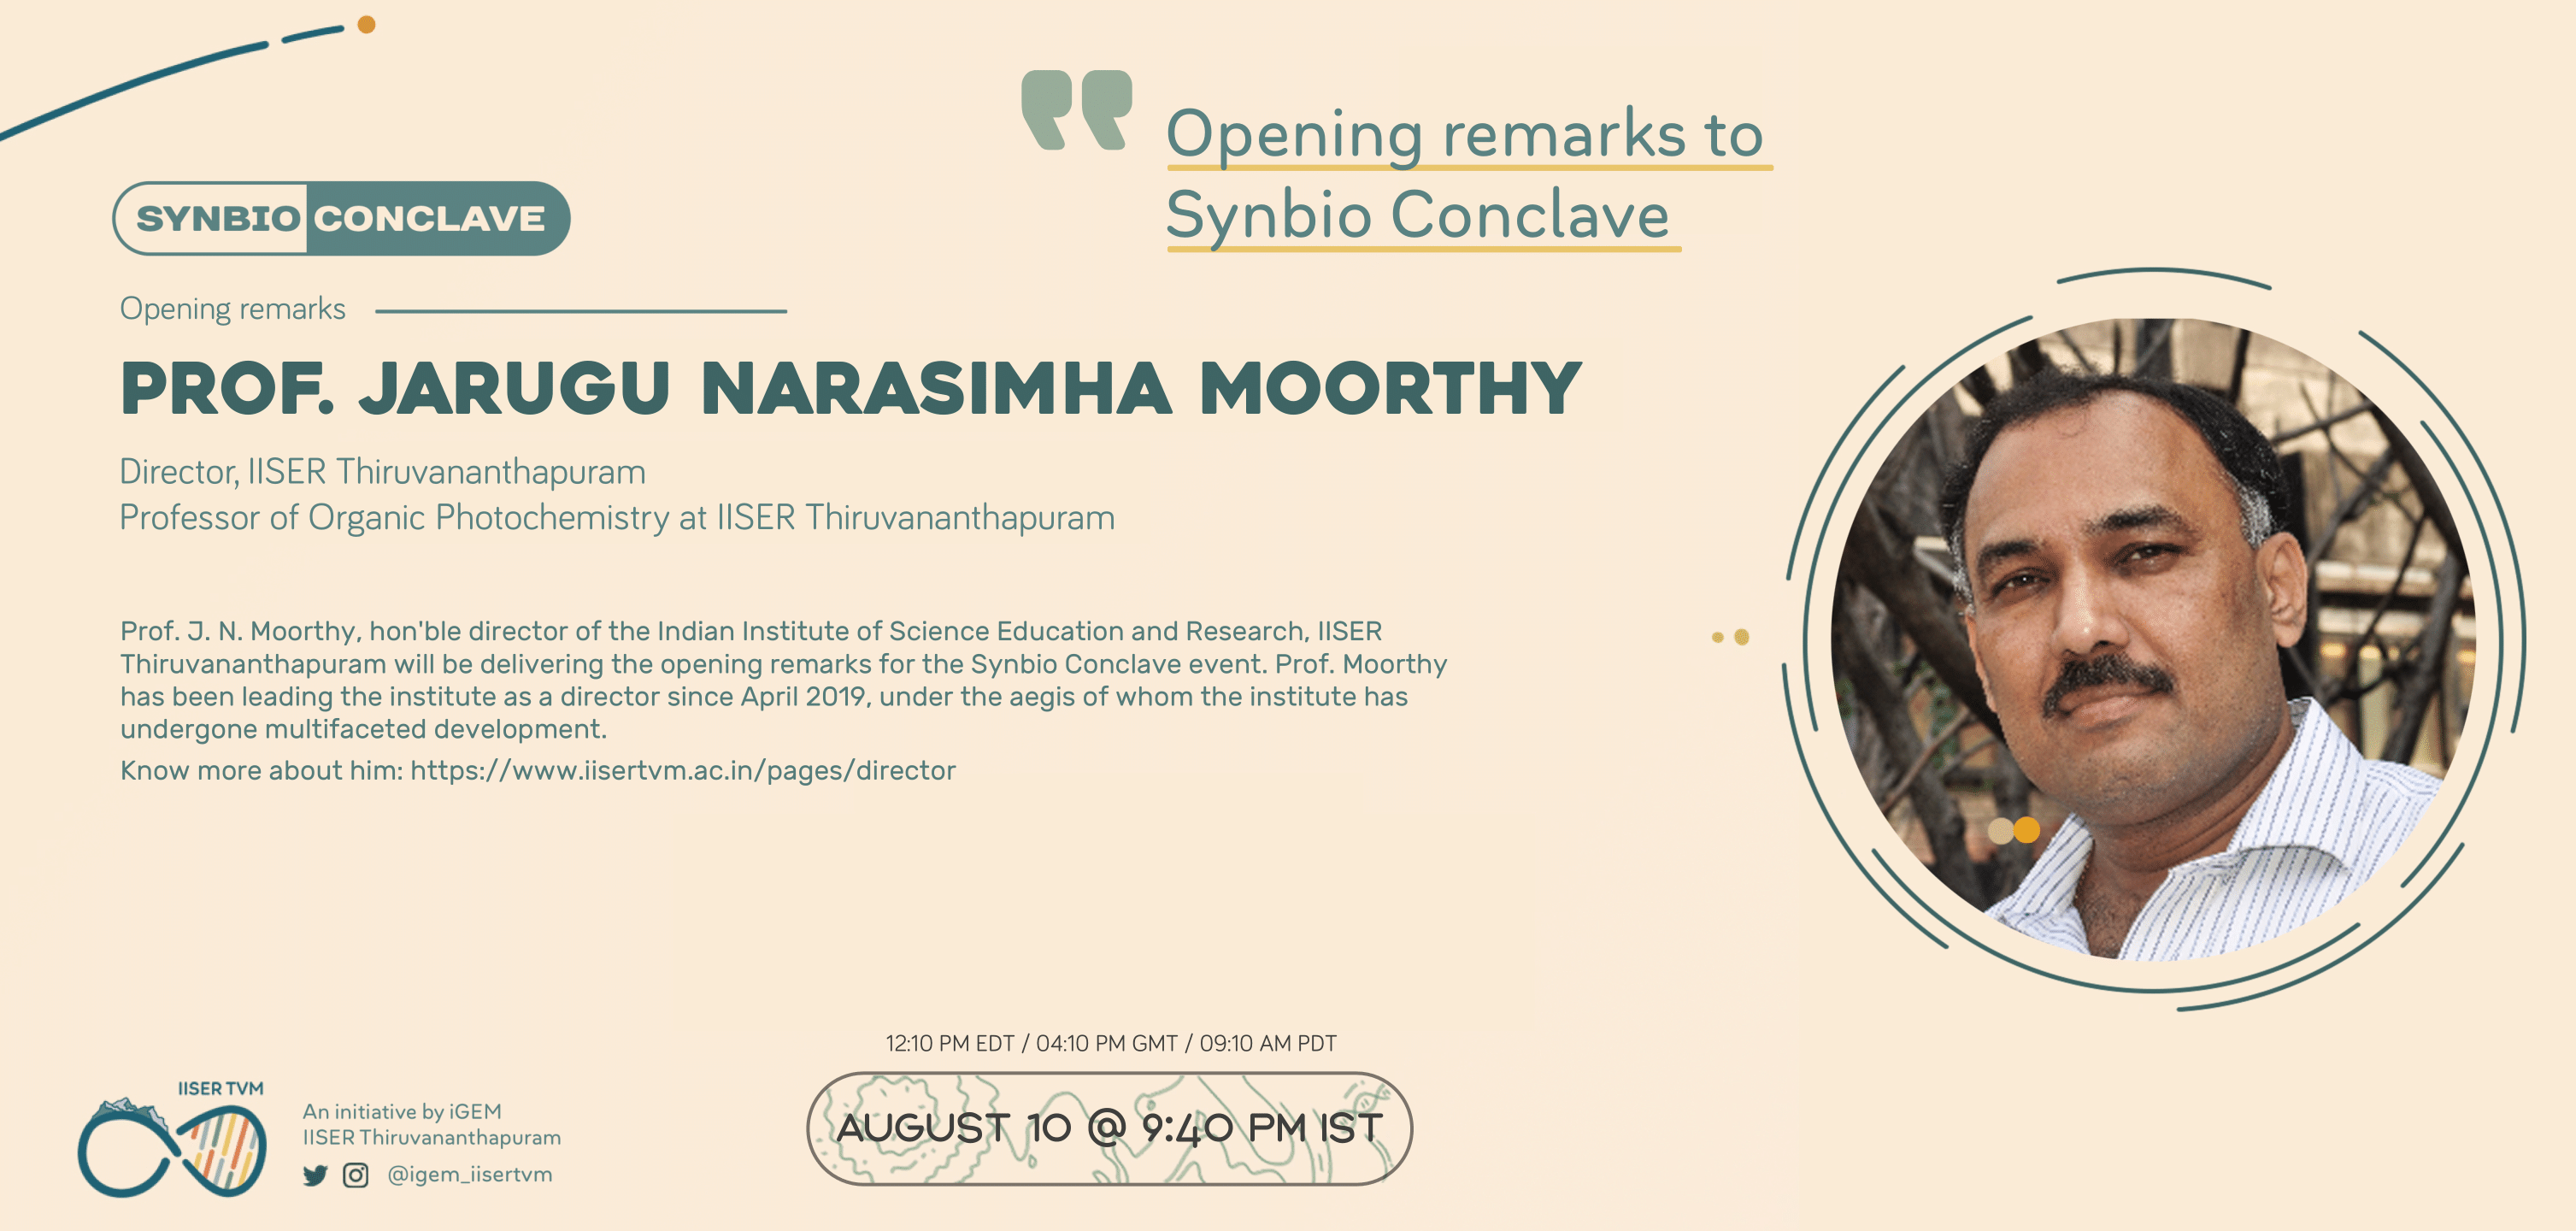 Opening remarks to
Synbio Conclave
SYNBIO CONCLAVE
Opening remarks
PROF. JARUGU NARASIMHA MOORTHY
Director, IISER Thiruvananthapuram
Professor of Organic Photochemistry at IISER Thiruvananthapuram
Prof. J. N. Moorthy, hon'ble director of the Indian Institute of Science Education and Research, IISER
Thiruvananthapuram will be delivering the opening remarks for the Synbio Conclave event. Prof. Moorthy
has been leading the institute as a director since April 2019, under the aegis of whom the institute has
undergone multifaceted development.
Know more about him: https://www.iisertvm.ac.in/pages/director
12:10 PM EDT / 04:10 PM GMT / 09:10 AM PDT
AUGUST 10 @ 9:40 PM IST
IISER TVM
An initiative by iGEM
IISER Thiruvananthapuram
@igem_iisertvm